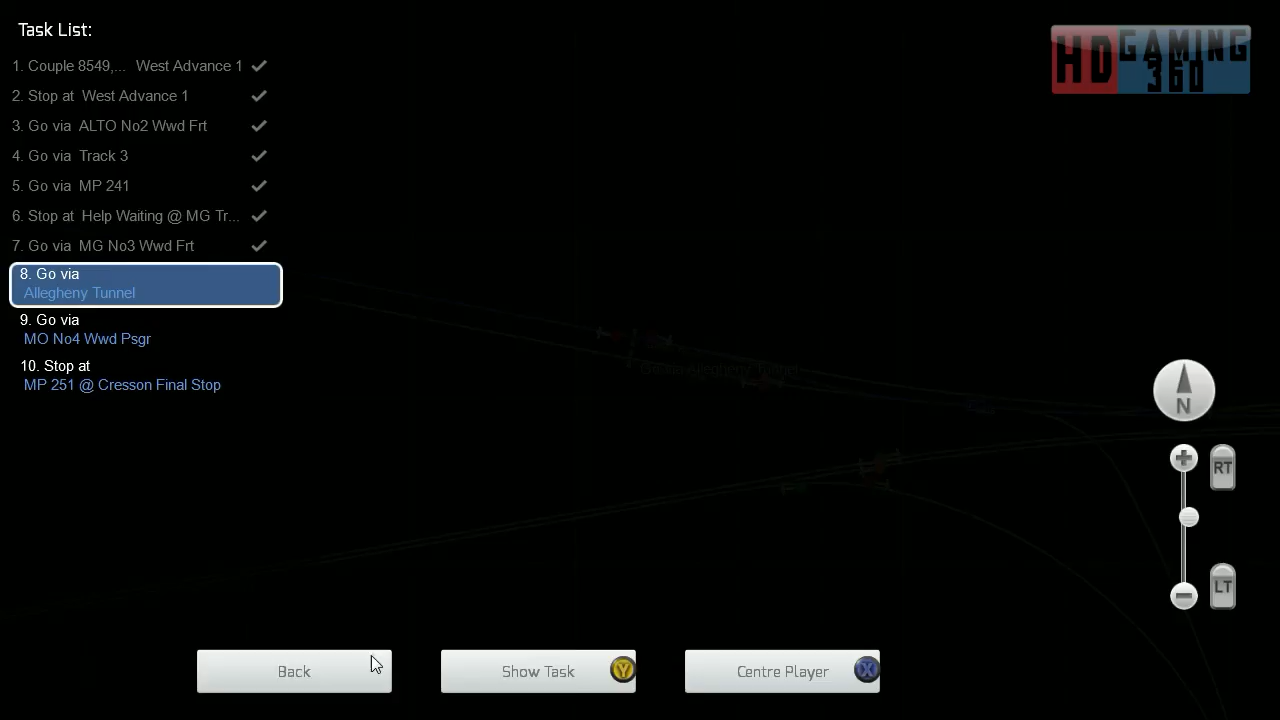 Task List:
1. Couple 8549,... West Advance 1
2. Stop at West Advance 1
3. Go via ALTO No2 Wwd Frt
4. Go via Track 3
5. Go via MP 241
6. Stop at Help Waiting @ MG Tr...
7. Go via MG No3 Wwd Frt
8. Go via
Allegheny Tunnel
9. Go via
MO No4 Wwd Psgr
10. Stop at
MP 251 @ Cresson Final Stop
HD GAMING
360
N
RT
LT
Back
Show Task Y
Centre Player X